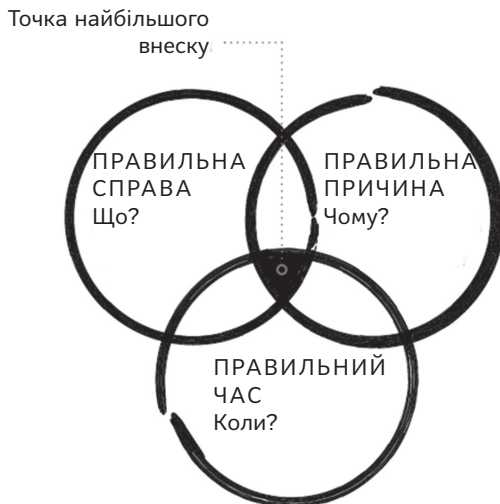 Точка найбільшого
внеску
ПРАВИЛЬНА
СПРАВА
Що?
ПРАВИЛЬНА
ПРИЧИНА
Чому?
ПРАВИЛЬНИЙ
ЧАС
Коли?